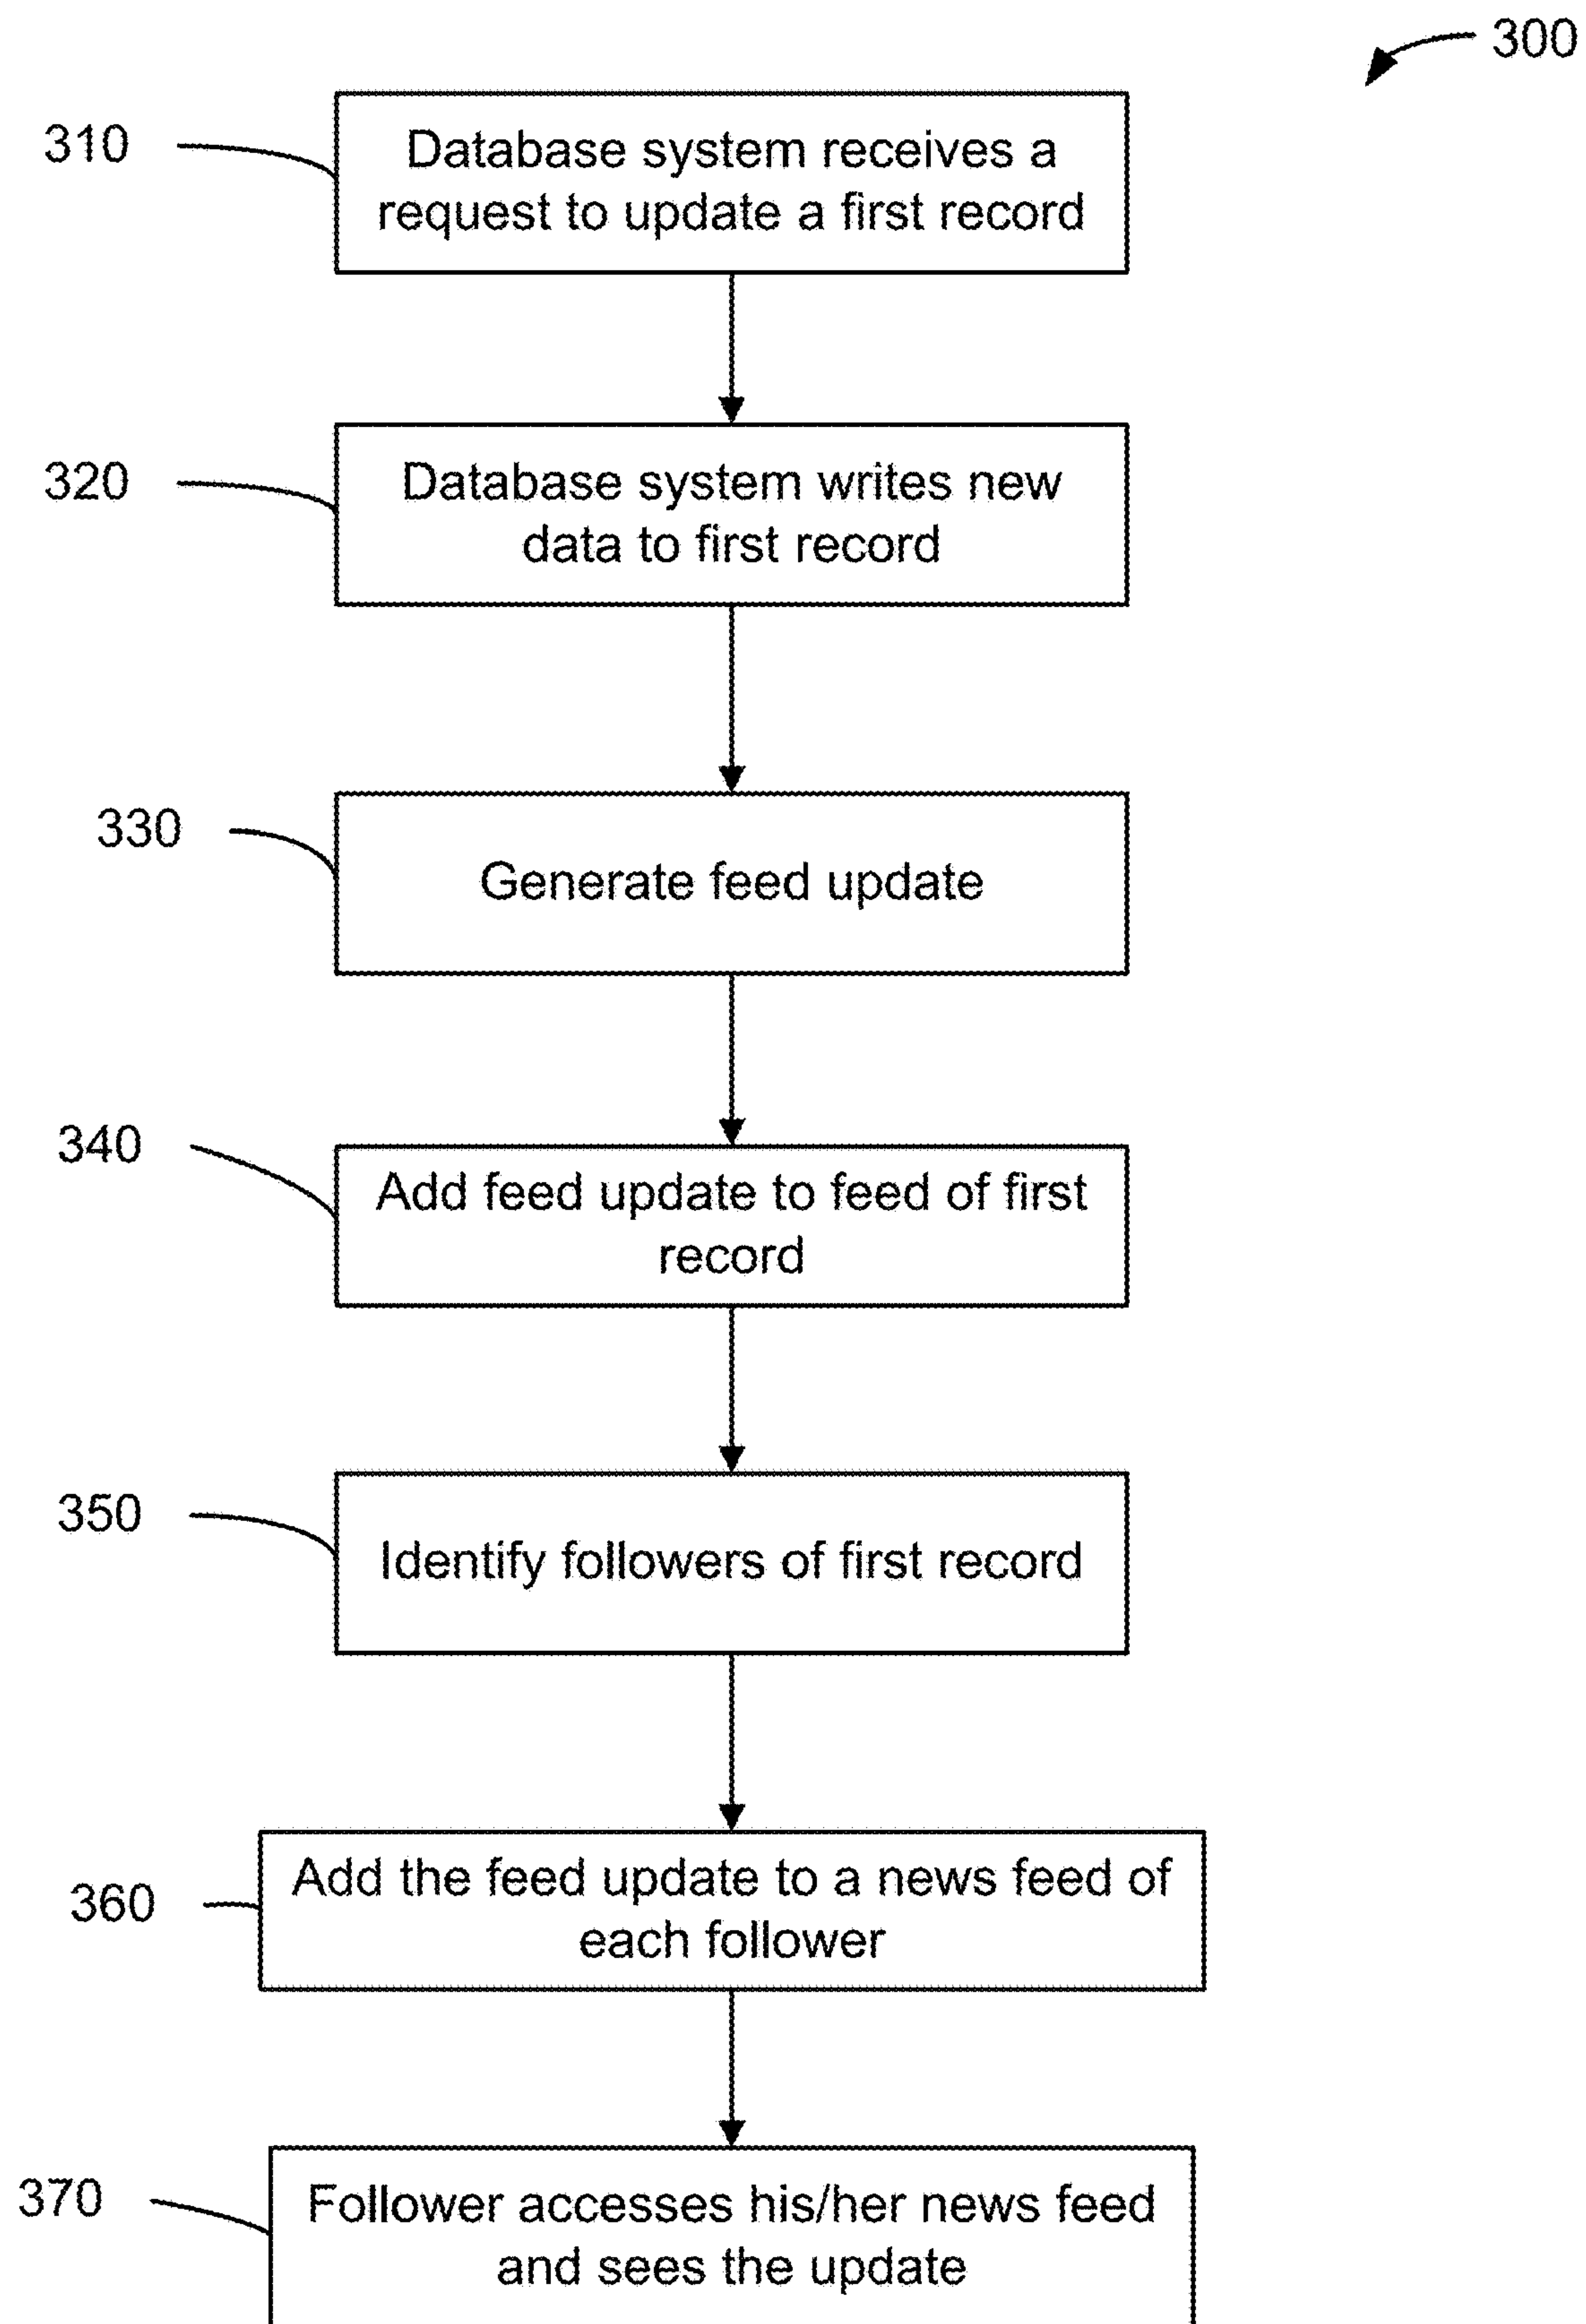 300
310
Database system receives a
request to update a first record
320
Database system writes new
data to first record
330
Generate feed update
340
Add feed update to feed of first
record
350
Identify followers of first record
360
Add the feed update to a news feed of
each follower
370
Follower accesses his/her news feed
and sees the update